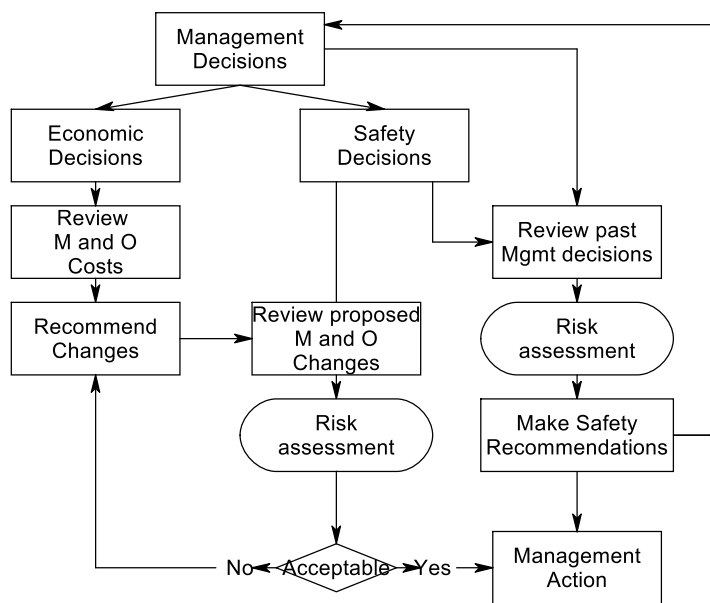 Management
Decisions
Economic
Decisions
Safety
Decisions
Review
M and O
Costs
Review past
Mgmt decisions
Recommend
Changes
Review proposed
M and O
Changes
Risk
assessment
Risk
assessment
Make Safety
Recommendations
No
Acceptable
Yes
Management
Action